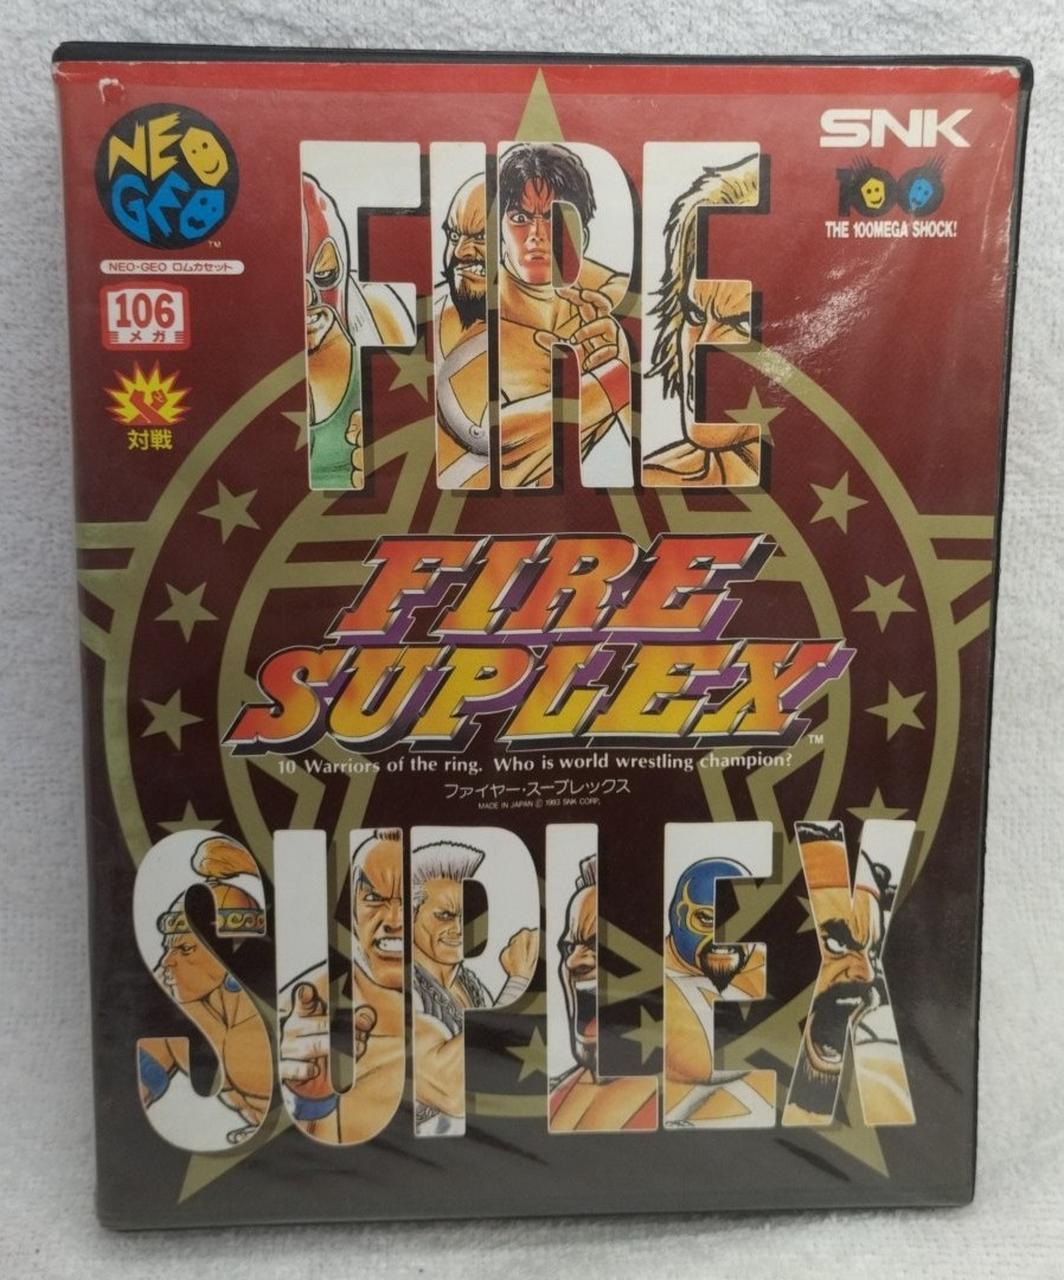 NEO
GEO
TM
NEO-GEO ロムカセット
106
メガ
対戦
SNK
100
THE 100MEGA SHOCK!
FIRE
FIRE
SUPLEX
TM
10 Warriors of the ring. Who is world wrestling champion?
ファイヤー・スープレックス
MADE IN JAPAN © 1993 SNK CORP.
SUPLEX